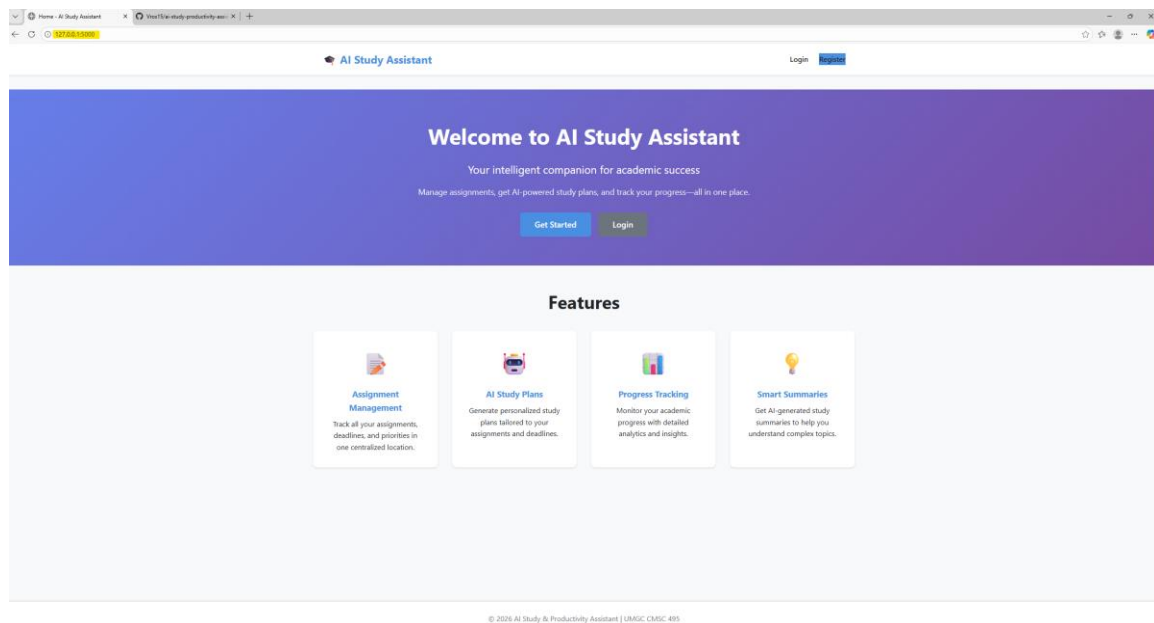 Home - AI Study Assistant
127.0.0.1:5000
AI Study Assistant
Login Register
Welcome to AI Study Assistant
Your intelligent companion for academic success
Manage assignments, get AI-powered study plans, and track your progress—all in one place.
Get Started Login
Features
Assignment
Management
Track all your assignments,
deadlines, and priorities in
one centralized location.
AI Study Plans
Generate personalized study
plans tailored to your
assignments and deadlines.
Progress Tracking
Monitor your academic
progress with detailed
analytics and insights.
Smart Summaries
Get AI-generated study
summaries to help you
understand complex topics.
© 2026 AI Study & Productivity Assistant | UMGC CMSC 495